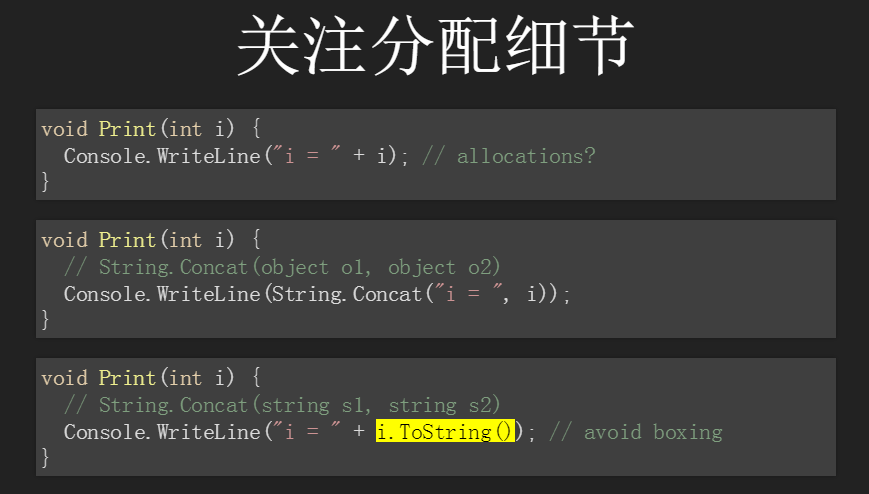 关注分配细节
void Print(int i) {
  Console.WriteLine("i = " + i); // allocations?
}
void Print(int i) {
  // String.Concat(object o1, object o2)
  Console.WriteLine(String.Concat("i = ", i));
}
void Print(int i) {
  // String.Concat(string s1, string s2)
  Console.WriteLine("i = " + i.ToString()); // avoid boxing
}